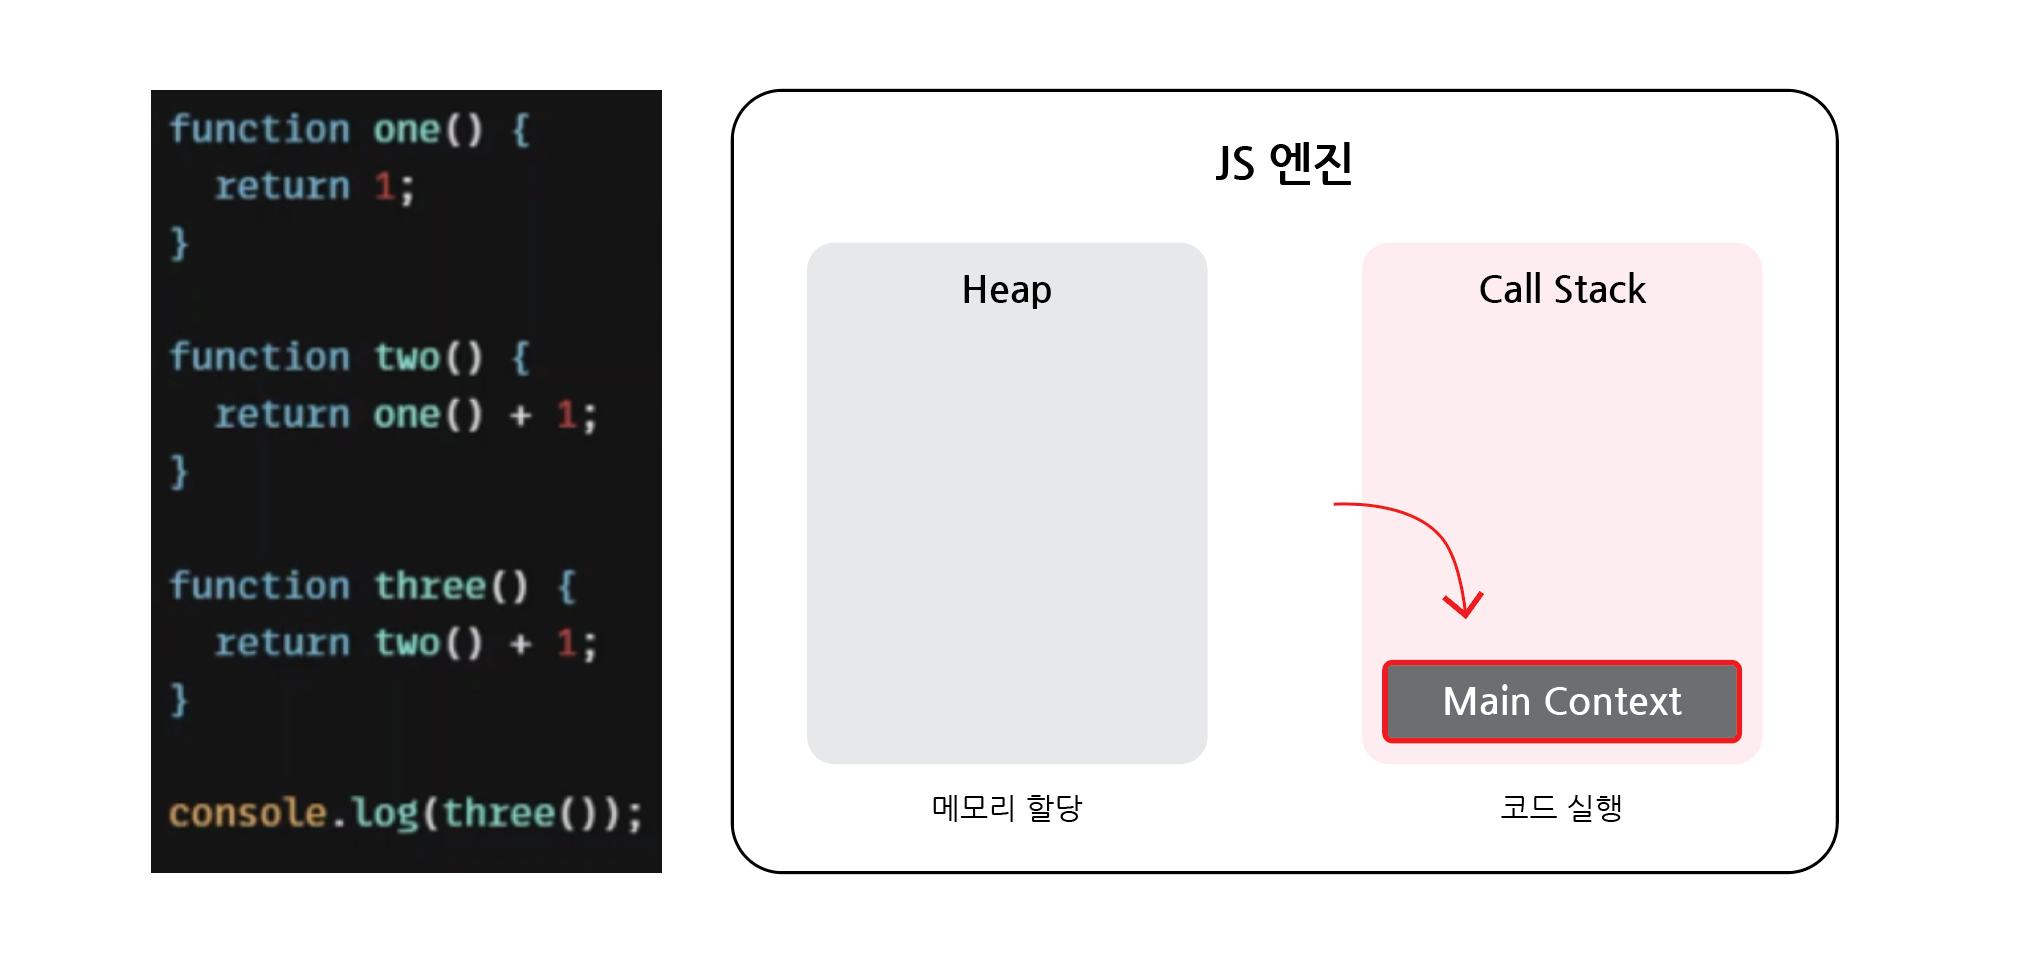 function one() {
  return 1;
}
function two() {
  return one() + 1;
}
function three() {
  return two() + 1;
}
console.log(three());
JS 엔진
Heap
메모리 할당
Call Stack
Main Context
코드 실행